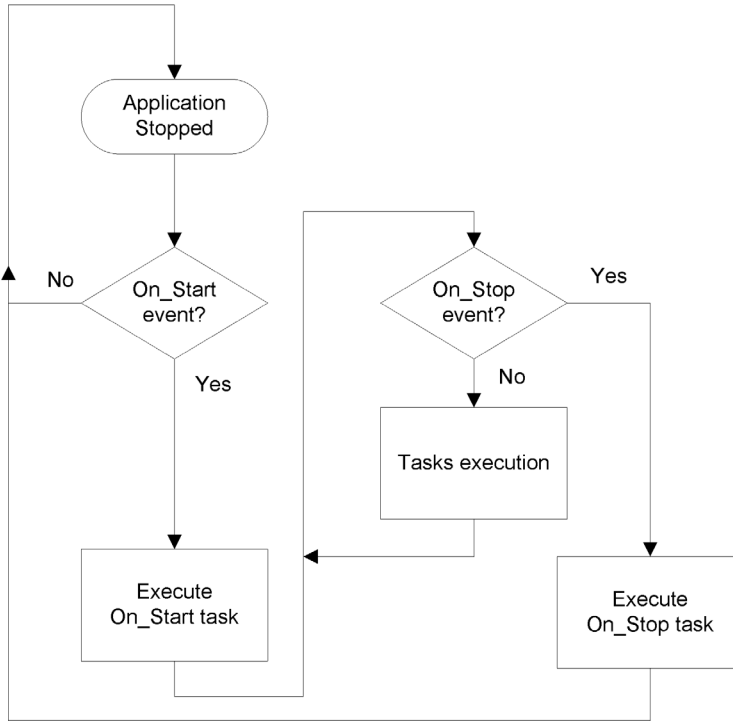 Application
Stopped
No
On_Start
event?
Yes
Execute
On_Start task
On_Stop
event?
Yes
No
Tasks execution
Execute
On_Stop task